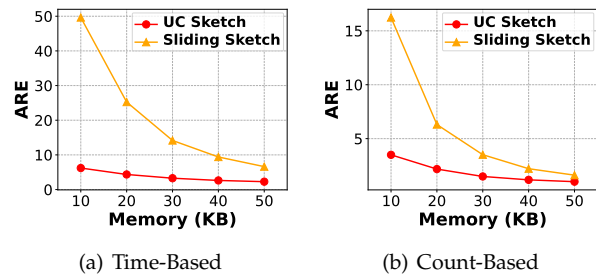 UC Sketch
Sliding Sketch
50
40
30
20
10
0
ARE
10 20 30 40 50
Memory (KB)
(a) Time-Based
UC Sketch
Sliding Sketch
15
10
5
ARE
10 20 30 40 50
Memory (KB)
(b) Count-Based